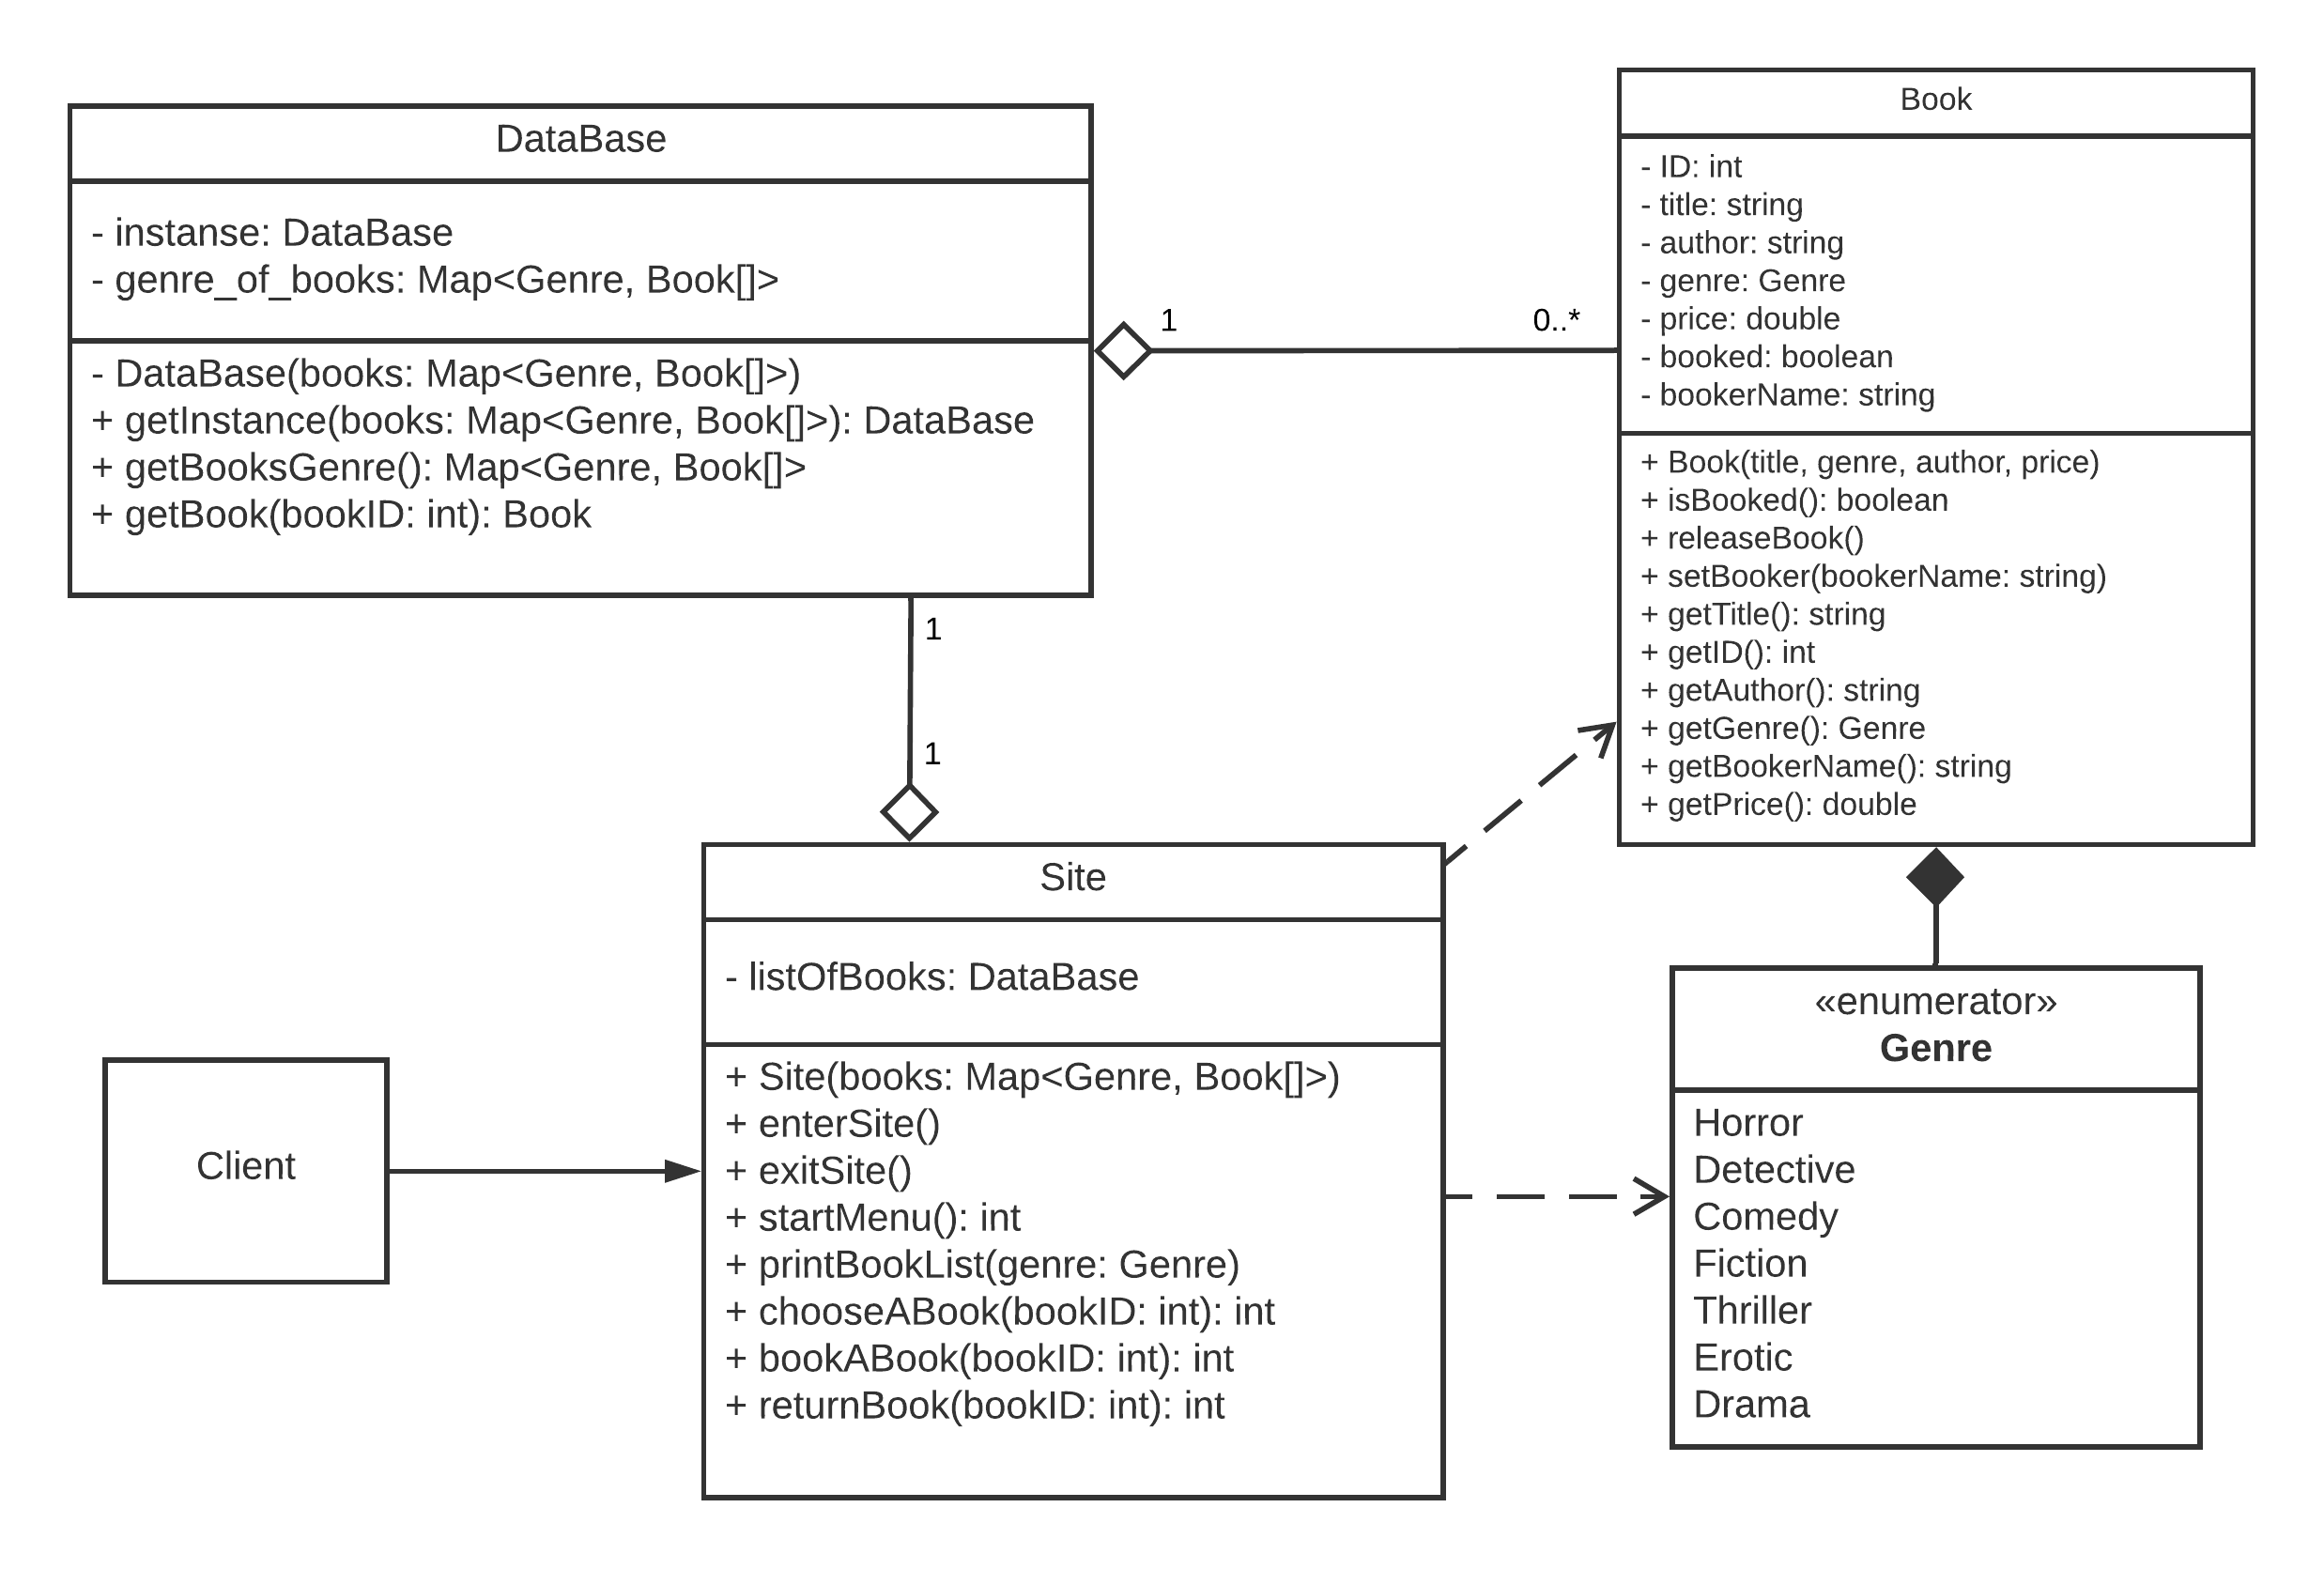 DataBase
- instanse: DataBase
- genre_of_books: Map<Genre, Book[]>
- DataBase(books: Map<Genre, Book[]>)
+ getInstance(books: Map<Genre, Book[]>): DataBase
+ getBooksGenre(): Map<Genre, Book[]>
+ getBook(bookID: int): Book
1
0..*
Book
- ID: int
- title: string
- author: string
- genre: Genre
- price: double
- booked: boolean
- bookerName: string
+ Book(title, genre, author, price)
+ isBooked(): boolean
+ releaseBook()
+ setBooker(bookerName: string)
+ getTitle(): string
+ getID(): int
+ getAuthor(): string
+ getGenre(): Genre
+ getBookerName(): string
+ getPrice(): double
1
1
Site
- listOfBooks: DataBase
+ Site(books: Map<Genre, Book[]>)
+ enterSite()
+ exitSite()
+ startMenu(): int
+ printBookList(genre: Genre)
+ chooseABook(bookID: int): int
+ bookABook(bookID: int): int
+ returnBook(bookID: int): int
Client
«enumerator»
Genre
Horror
Detective
Comedy
Fiction
Thriller
Erotic
Drama